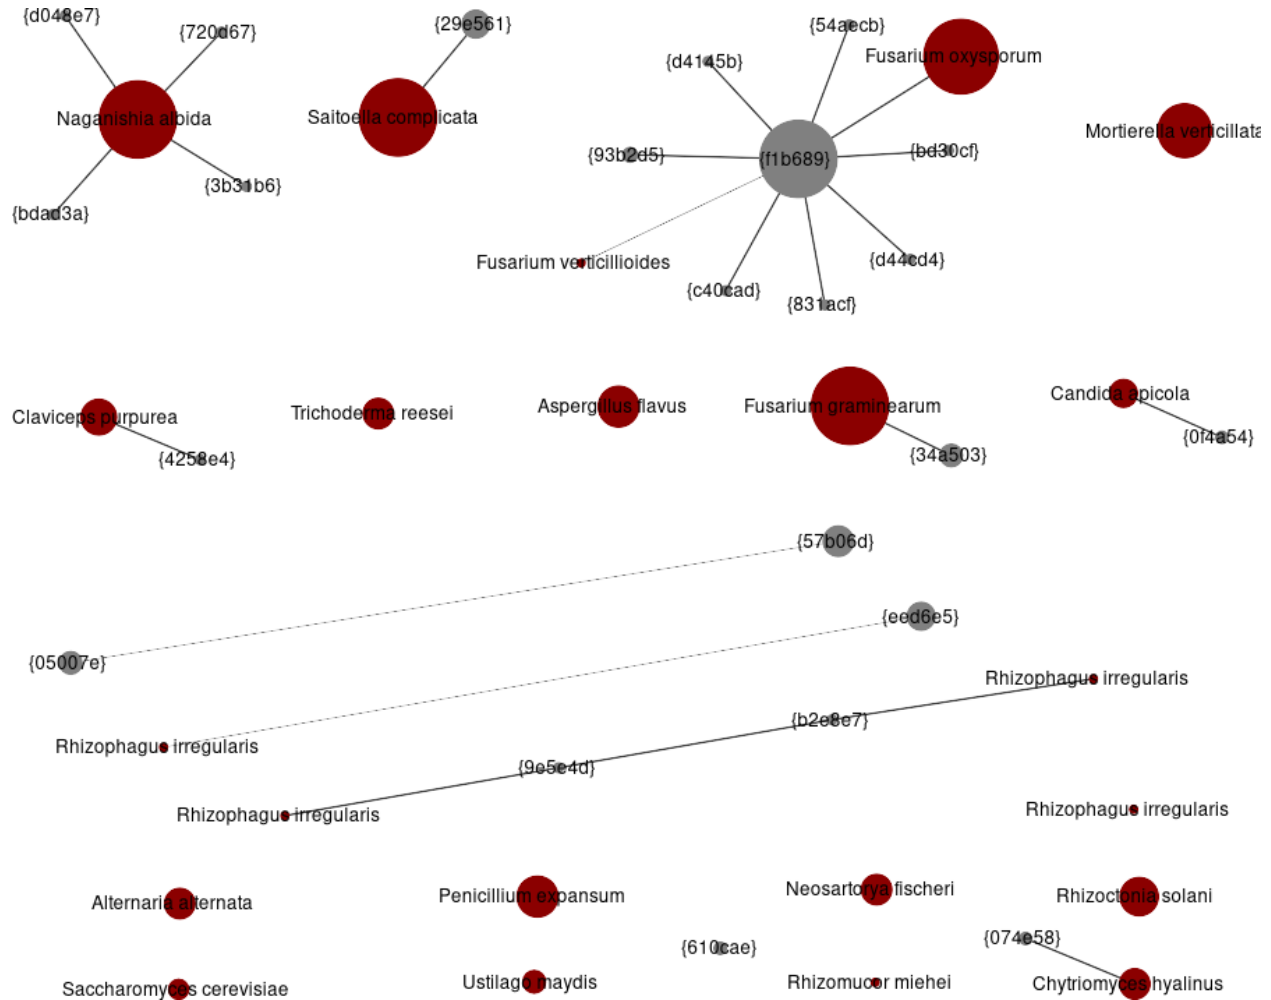 {d048e7}
{720d67}
{29e561}
{54aecb}
Fusarium oxysporum
{d4145b}
Naganishia albida
Saitoella complicata
Mortierella verticillata
{93b2d5}
{f1b689}
{bd30cf}
{3b31b6}
{bdad3a}
Fusarium verticillioides
{d44cd4}
{c40cad}
{831acf}
Claviceps purpurea
Trichoderma reesei
Aspergillus flavus
Fusarium graminearum
Candida apicola
{4258e4}
{34a503}
{0f4a54}
{57b06d}
{eed6e5}
{05007e}
Rhizophagus irregularis
{b2e8e7}
Rhizophagus irregularis
{9e5e4d}
Rhizophagus irregularis
Rhizophagus irregularis
Alternaria alternata
Penicillium expansum
Neosartorya fischeri
Rhizoctonia solani
{610cae}
{074e58}
Saccharomyces cerevisiae
Ustilago maydis
Rhizomucor miehei
Chytriomyces hyalinus